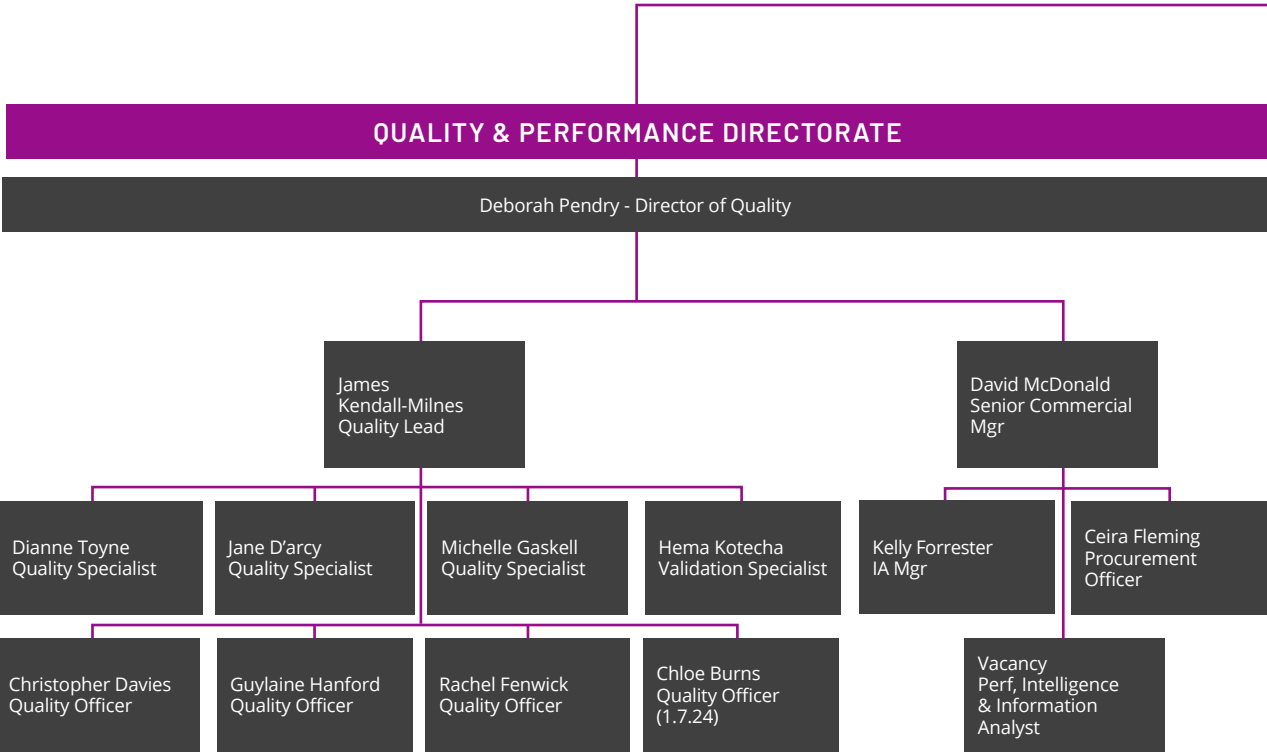 QUALITY & PERFORMANCE DIRECTORATE
Deborah Pendry - Director of Quality
James
Kendall-Milnes
Quality Lead
David McDonald
Senior Commercial
Mgr
Dianne Toyne
Quality Specialist
Jane D’arcy
Quality Specialist
Michelle Gaskell
Quality Specialist
Hema Kotecha
Validation Specialist
Kelly Forrester
IA Mgr
Ceira Fleming
Procurement
Officer
Christopher Davies
Quality Officer
Guylaine Hanford
Quality Officer
Rachel Fenwick
Quality Officer
Chloe Burns
Quality Officer
(1.7.24)
Vacancy
Perf, Intelligence
& Information
Analyst